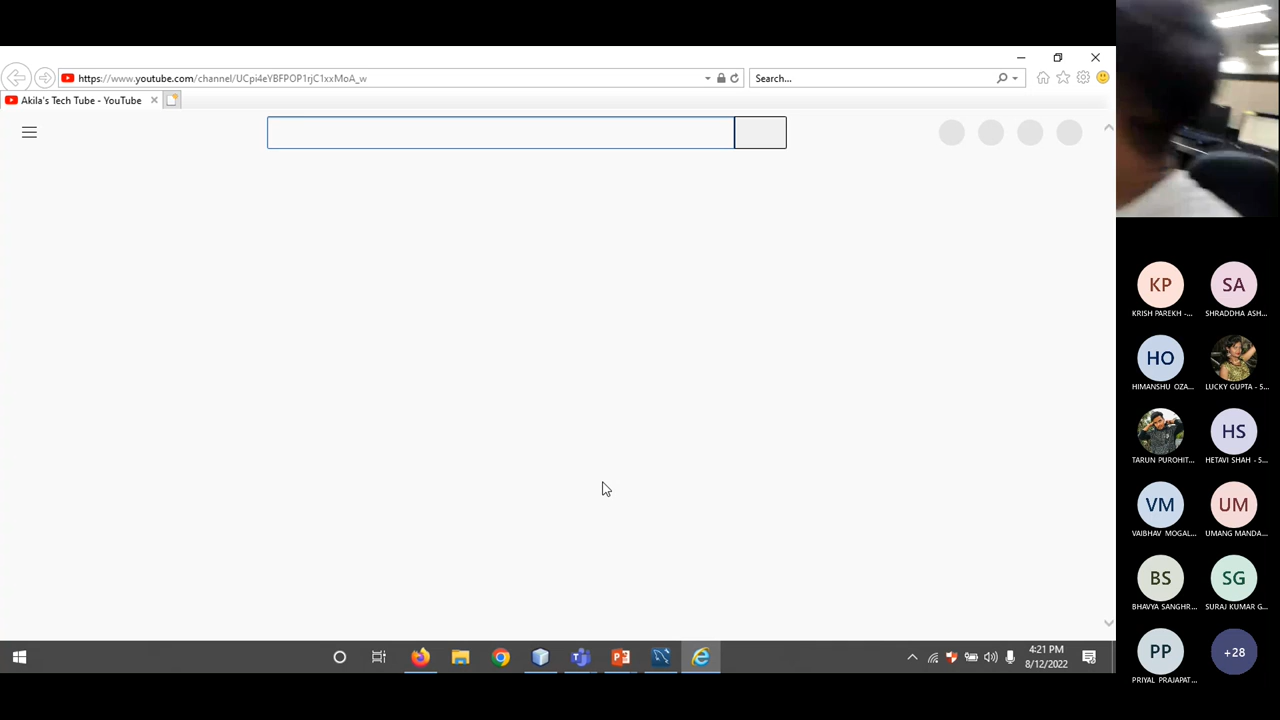 https://www.youtube.com/channel/UCpi4eYBFPOP1rjC1xxMoA_w
Search...
Akila's Tech Tube - YouTube
KP
SA
KRISH PAREKH -...
SHRADDHA ASH...
HO
HIMANSHU OZA...
LUCKY GUPTA - 5...
HS
TARUN PUROHIT...
HETAVI SHAH - 5...
VM
UM
VAIBHAV MOGAL...
UMANG MANDA...
BS
SG
BHAVYA SANGHR...
SURAJ KUMAR G...
PP
+28
PRIYAL PRAJAPAT...
4:21 PM
8/12/2022